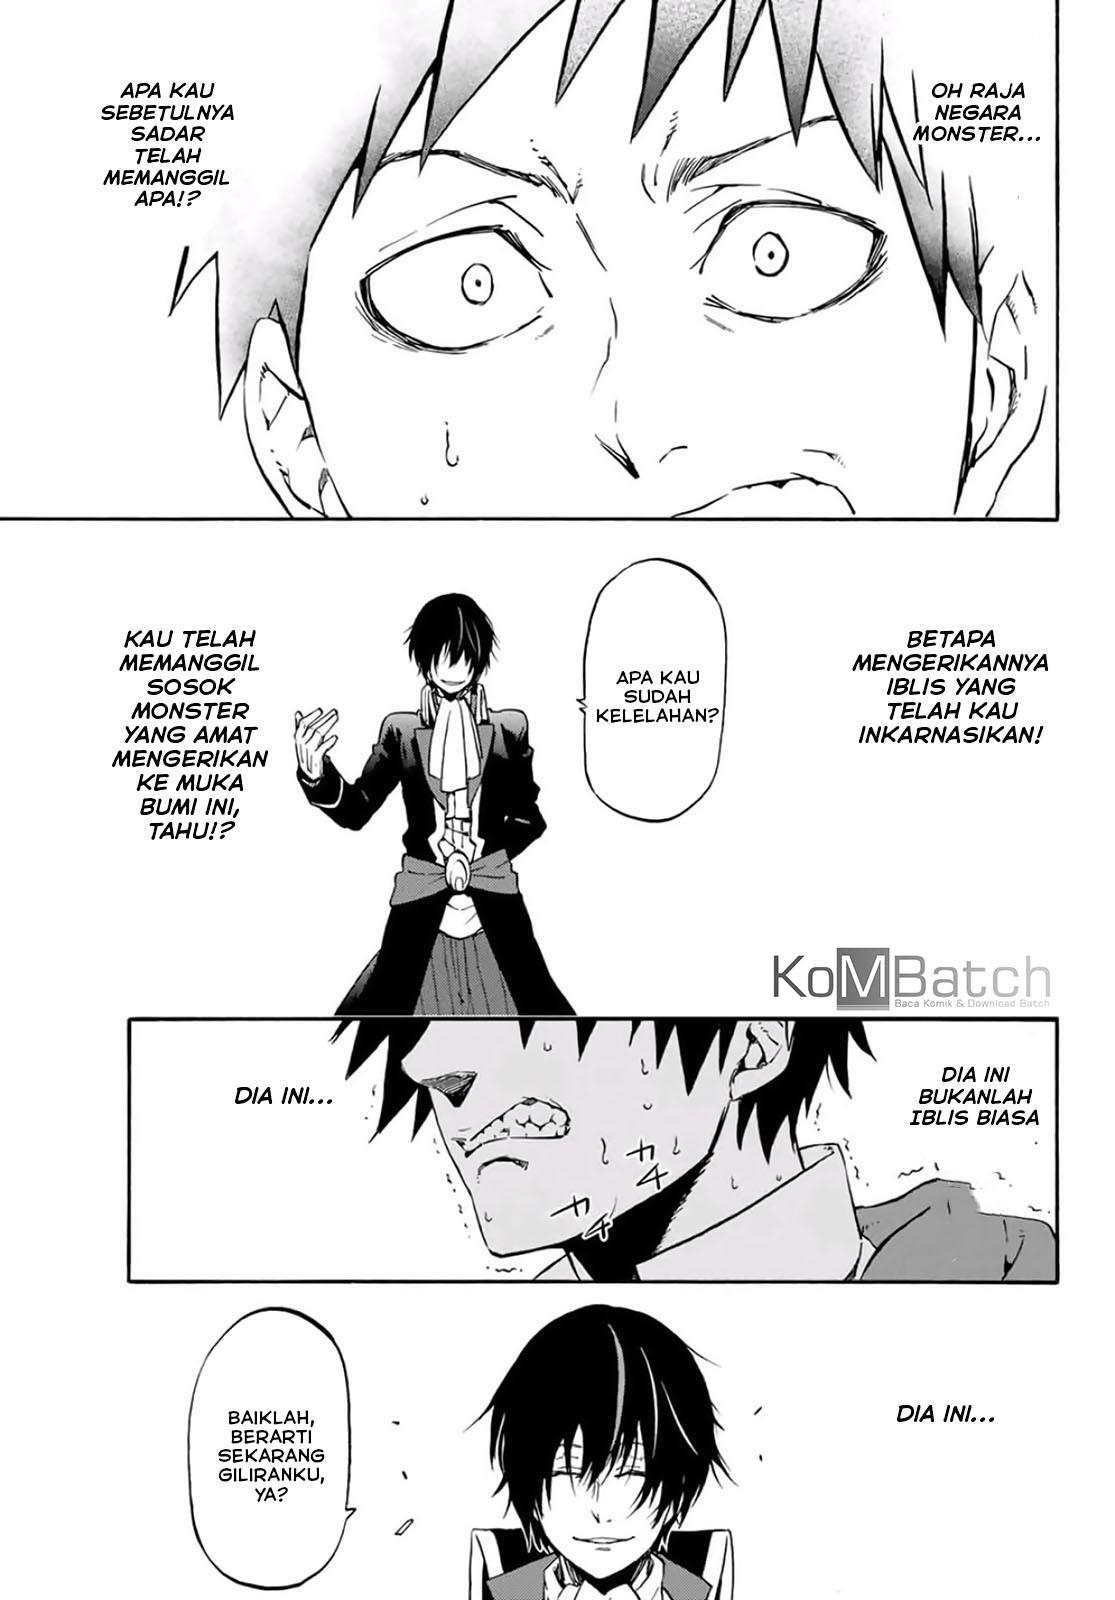 OH RAJA
NEGARA
MONSTER...
APA KAU
SEBETULNYA
SADAR
TELAH
MEMANGGIL
APA!?
BETAPA
MENGERIKANNYA
IBLIS YANG
TELAH KAU
INKARNASIKAN!
APA KAU
SUDAH
KELELAHAN?
KAU TELAH
MEMANGGIL
SOSOK
MONSTER
YANG AMAT
MENGERIKAN
KE MUKA
BUMI INI,
TAHU!?
KoMBatch
Baca Komik & Download Batch
DIA INI
BUKANLAH
IBLIS BIASA
DIA INI...
カチ
カチ
DIA INI...
BAIKLAH,
BERARTI
SEKARANG
GILIRANKU,
YA?